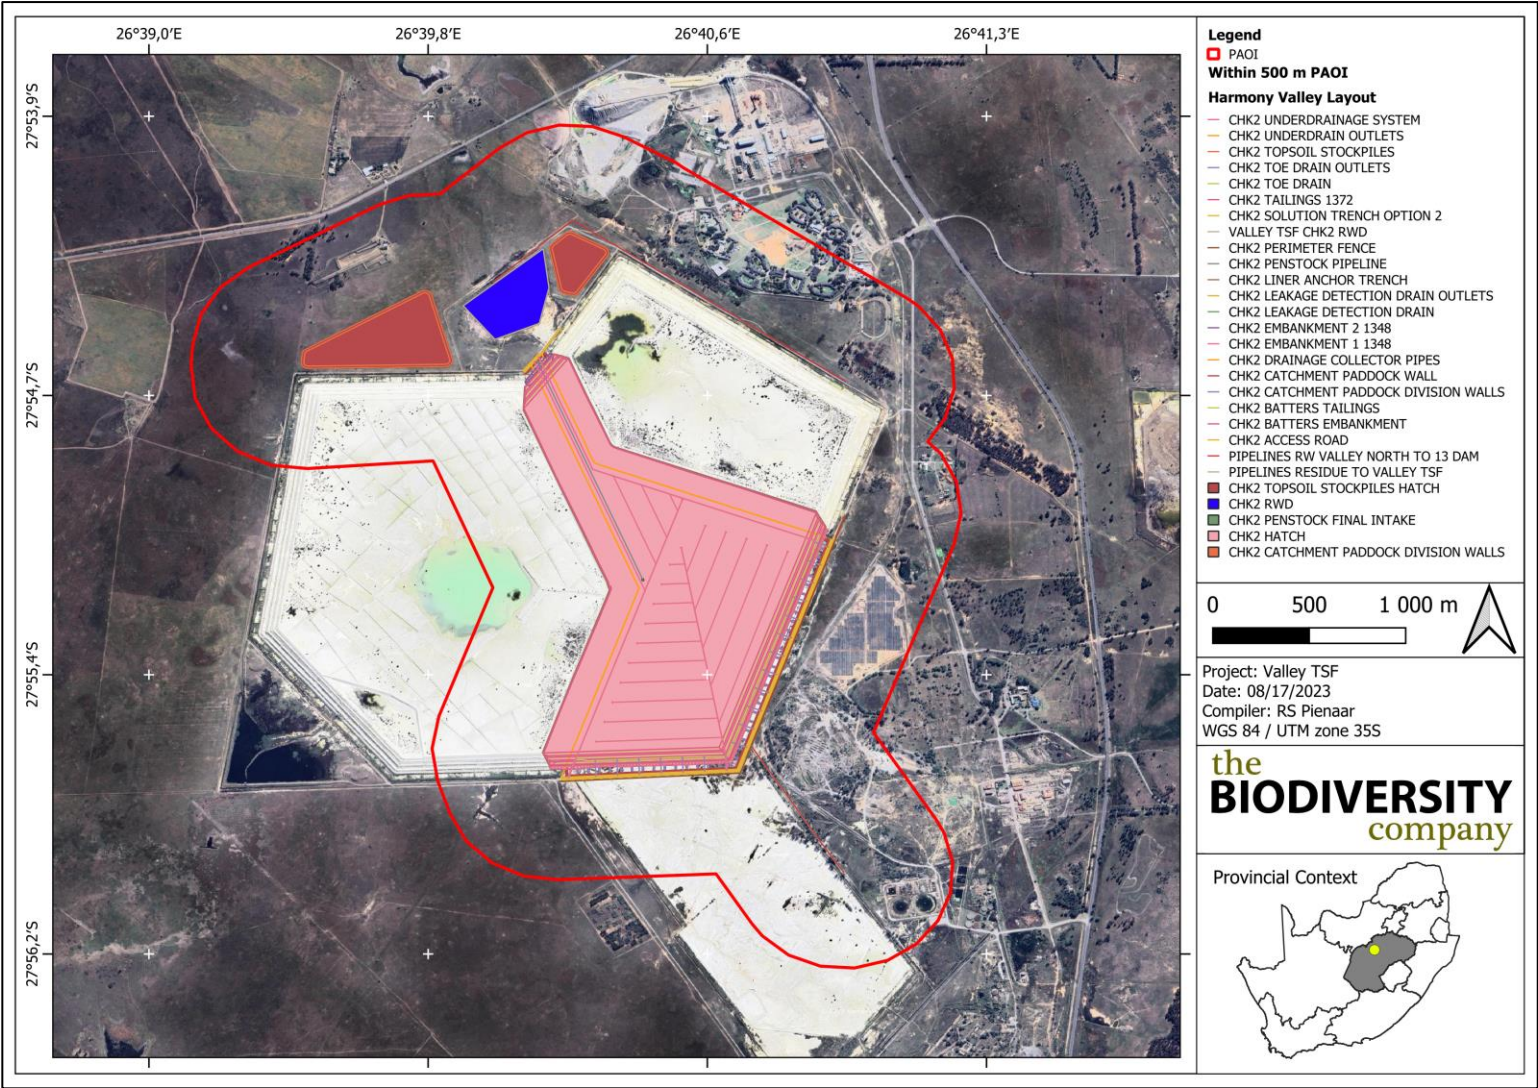 26°39,0'E 26°39,8'E 26°40,6'E 26°41,3'E
27°53,9'S
27°54,7'S
27°55,4'S
27°56,2'S
Legend
PAOI
Within 500 m PAOI
Harmony Valley Layout
CHK2 UNDERDRAINAGE SYSTEM
CHK2 UNDERDRAIN OUTLETS
CHK2 TOPSOIL STOCKPILES
CHK2 TOE DRAIN OUTLETS
CHK2 TOE DRAIN
CHK2 TAILINGS 1372
CHK2 SOLUTION TRENCH OPTION 2
VALLEY TSF CHK2 RWD
CHK2 PERIMETER FENCE
CHK2 PENSTOCK PIPELINE
CHK2 LINER ANCHOR TRENCH
CHK2 LEAKAGE DETECTION DRAIN OUTLETS
CHK2 LEAKAGE DETECTION DRAIN
CHK2 EMBANKMENT 2 1348
CHK2 EMBANKMENT 1 1348
CHK2 DRAINAGE COLLECTOR PIPES
CHK2 CATCHMENT PADDOCK WALL
CHK2 CATCHMENT PADDOCK DIVISION WALLS
CHK2 BATTERS TAILINGS
CHK2 BATTERS EMBANKMENT
CHK2 ACCESS ROAD
PIPELINES RW VALLEY NORTH TO 13 DAM
PIPELINES RESIDUE TO VALLEY TSF
CHK2 TOPSOIL STOCKPILES HATCH
CHK2 RWD
CHK2 PENSTOCK FINAL INTAKE
CHK2 HATCH
CHK2 CATCHMENT PADDOCK DIVISION WALLS
0 500 1 000 m
Project: Valley TSF
Date: 08/17/2023
Compiler: RS Pienaar
WGS 84 / UTM zone 35S
the
BIODIVERSITY
company
Provincial Context